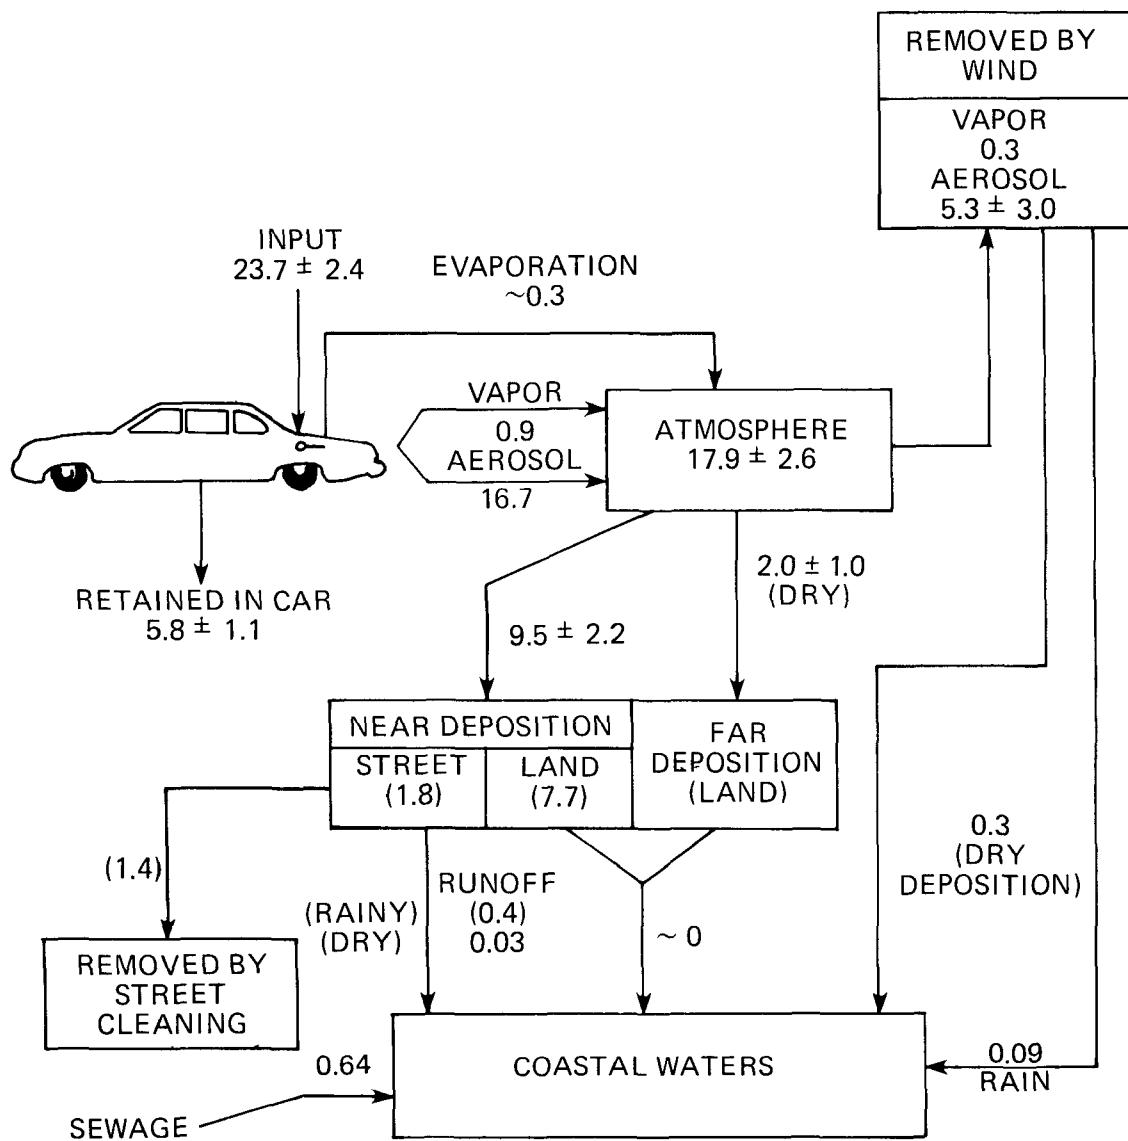 REMOVED BY
WIND
VAPOR
0.3
AEROSOL
5.3 ± 3.0
INPUT
23.7 ± 2.4
EVAPORATION
~0.3
VAPOR
0.9
AEROSOL
16.7
ATMOSPHERE
17.9 ± 2.6
RETAINED IN CAR
5.8 ± 1.1
2.0 ± 1.0
(DRY)
9.5 ± 2.2
NEAR DEPOSITION
STREET
(1.8)
LAND
(7.7)
FAR
DEPOSITION
(LAND)
0.3
(DRY
DEPOSITION)
(1.4)
(RAINY)
(DRY)
RUNOFF
(0.4)
0.03
~ 0
REMOVED BY
STREET
CLEANING
COASTAL WATERS
0.64
SEWAGE
0.09
RAIN